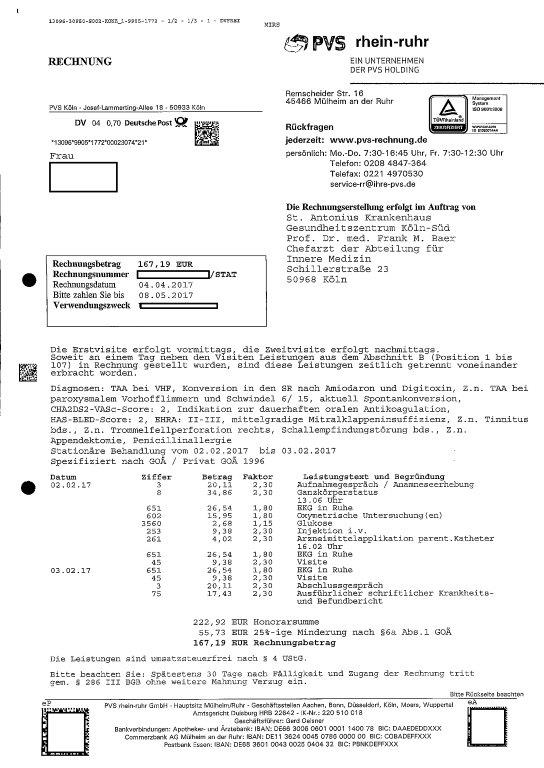 13096-30950-S002-KONR_1-9905-1772 - 1/2 - 1/3 - 1 - DVFREX
MIRS
PVS rhein-ruhr
EIN UNTERNEHMEN
DER PVS HOLDING
RECHNUNG
Remscheider Str. 16
45466 Mülheim an der Ruhr
TÜVRheinland
ZERTIFIZIERT
Management
System
ISO 9001:2008
PVS Köln - Josef-Lammerting-Allee 18 - 50933 Köln
DV 04 0,70 Deutsche Post
*13096*9905*1772*00023074*21*
Frau
Rückfragen
jederzeit: www.pvs-rechnung.de
persönlich: Mo.-Do. 7:30-16:45 Uhr, Fr. 7:30-12:30 Uhr
Telefon: 0208 4847-364
Telefax: 0221 4970530
service-rr@ihre-pvs.de
Die Rechnungserstellung erfolgt im Auftrag von
St. Antonius Krankenhaus
Gesundheitszentrum Köln-Süd
Prof. Dr. med. Frank M. Baer
Chefarzt der Abteilung für
Innere Medizin
Schillerstraße 23
50968 Köln
Rechnungsbetrag 167,19 EUR
Rechnungsnummer /STAT
Rechnungsdatum 04.04.2017
Bitte zahlen Sie bis 08.05.2017
Verwendungszweck
Die Erstvisite erfolgt vormittags, die Zweitvisite erfolgt nachmittags.
Soweit an einem Tag neben den Visiten Leistungen aus dem Abschnitt B (Position 1 bis
107) in Rechnung gestellt wurden, sind diese Leistungen zeitlich getrennt voneinander
erbracht worden.
Diagnosen: TAA bei VHF, Konversion in den SR nach Amiodaron und Digitoxin, Z.n. TAA bei
paroxysmalem Vorhofflimmern und Schwindel 6/ 15, aktuell Spontankonversion,
CHA2DS2-VASc-Score: 2, Indikation zur dauerhaften oralen Antikoagulation,
HAS-BLED-Score: 2, EHRA: II-III, mittelgradige Mitralklappeninsuffizienz, Z.n. Tinnitus
bds., Z.n. Trommelfellperforation rechts, Schallempfindungstörung bds., Z.n.
Appendektomie, Penicillinallergie
Stationäre Behandlung vom 02.02.2017 bis 03.02.2017
Spezifiziert nach GOÄ / Privat GOÄ 1996
Datum Ziffer Betrag Faktor Leistungstext und Begründung
02.02.17 3 20,11 2,30 Aufnahmegespräch / Anamneseerhebung
8 34,86 2,30 Ganzkörperstatus
13.06 Uhr
651 26,54 1,80 EKG in Ruhe
602 15,95 1,80 Oxymetrische Untersuchung(en)
3560 2,68 1,15 Glukose
253 9,38 2,30 Injektion i.v.
261 4,02 2,30 Arzneimittelapplikation parent.Katheter
16.02 Uhr
651 26,54 1,80 EKG in Ruhe
45 9,38 2,30 Visite
03.02.17 651 26,54 1,80 EKG in Ruhe
45 9,38 2,30 Visite
3 20,11 2,30 Abschlussgespräch
75 17,43 2,30 Ausführlicher schriftlicher Krankheits-
und Befundbericht
222,92 EUR Honorarsumme
55,73 EUR 25%-ige Minderung nach §6a Abs.1 GOÄ
167,19 EUR Rechnungsbetrag
Die Leistungen sind umsatzsteuerfrei nach § 4 UStG.
Bitte beachten Sie: Spätestens 30 Tage nach Fälligkeit und Zugang der Rechnung tritt
gem. § 286 III BGB ohne weitere Mahnung Verzug ein.
Bitte Rückseite beachten
eP
eA
PVS rhein-ruhr GmbH - Hauptsitz Mülheim/Ruhr - Geschäftsstellen Aachen, Bonn, Düsseldorf, Köln, Moers, Wuppertal
Amtsgericht Duisburg HRB 22642 - IK-Nr.: 220 510 018
Geschäftsführer: Gerd Oelsner
Bankverbindungen: Apotheker- und Ärztebank: IBAN: DE66 3006 0601 0001 1400 78 BIC: DAAEDEDDXXX
Commerzbank AG Mülheim an der Ruhr: IBAN: DE11 3624 0045 0766 0000 00 BIC: COBADEFFXXX
Postbank Essen: IBAN: DE68 3601 0043 0025 0404 32 BIC: PBNKDEFFXXX